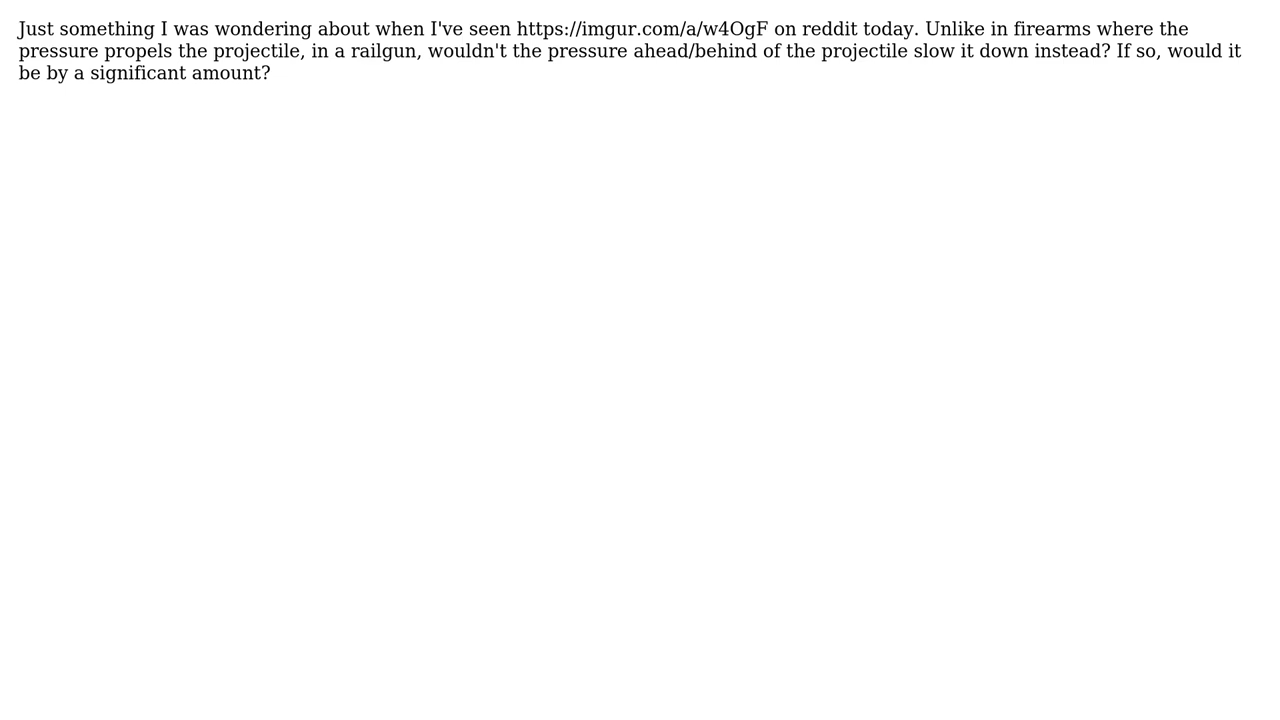 Just something I was wondering about when I've seen https://imgur.com/a/w4OgF on reddit today. Unlike in firearms where the
pressure propels the projectile, in a railgun, wouldn't the pressure ahead/behind of the projectile slow it down instead? If so, would it
be by a significant amount?